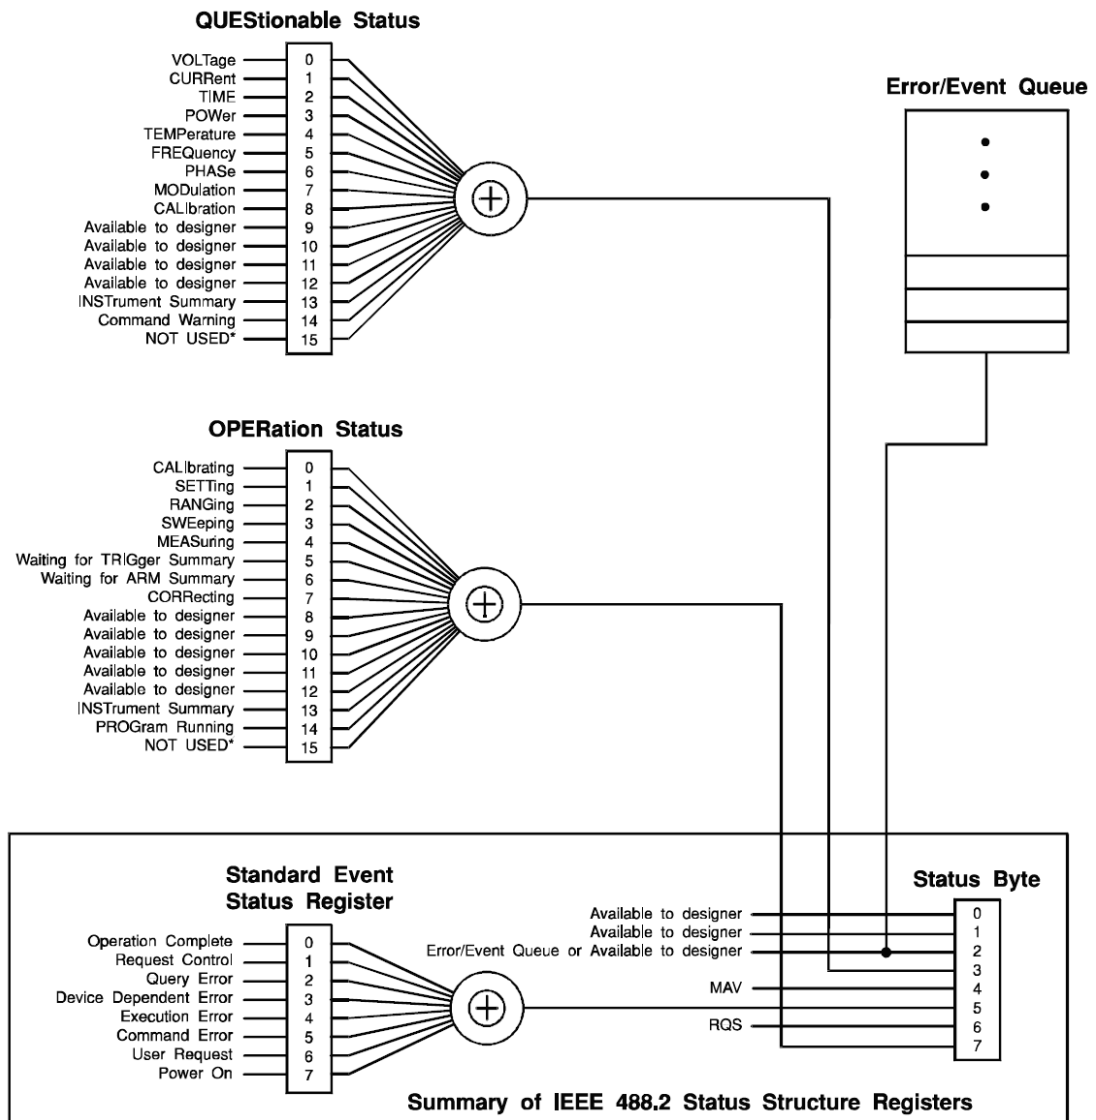 QUEStionable Status
VOLTage 0
CURRent 1
TIME 2
POWer 3
TEMPerature 4
FREQuency 5
PHASe 6
MODulation 7
CALIbration 8
Available to designer 9
Available to designer 10
Available to designer 11
Available to designer 12
INSTrument Summary 13
Command Warning 14
NOT USED* 15
+
Error/Event Queue
OPERation Status
CALIbrating 0
SETTing 1
RANGing 2
SWEeping 3
MEASuring 4
Waiting for TRIGger Summary 5
Waiting for ARM Summary 6
CORRecting 7
Available to designer 8
Available to designer 9
Available to designer 10
Available to designer 11
Available to designer 12
INSTrument Summary 13
PROGram Running 14
NOT USED* 15
+
Standard Event
Status Register
Operation Complete 0
Request Control 1
Query Error 2
Device Dependent Error 3
Execution Error 4
Command Error 5
User Request 6
Power On 7
+
Status Byte
Available to designer 0
Available to designer 1
Error/Event Queue or Available to designer 2
3
MAV 4
5
RQS 6
7
Summary of IEEE 488.2 Status Structure Registers